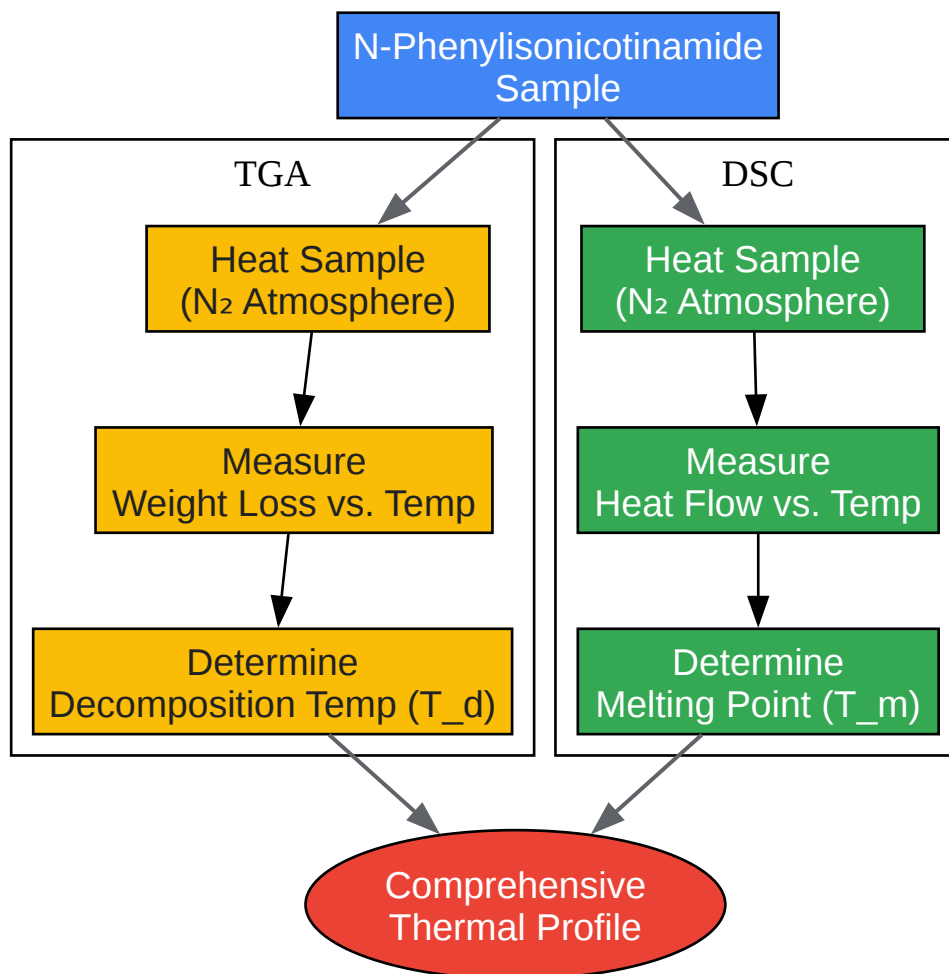 N-Phenylisonicotinamide
Sample
TGA
Heat Sample
(N₂ Atmosphere)
Measure
Weight Loss vs. Temp
Determine
Decomposition Temp (T_d)
DSC
Heat Sample
(N₂ Atmosphere)
Measure
Heat Flow vs. Temp
Determine
Melting Point (T_m)
Comprehensive
Thermal Profile